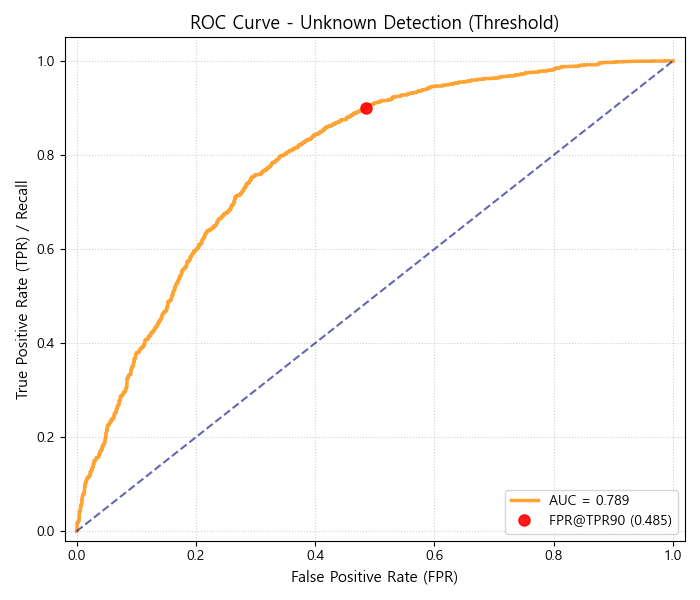 ROC Curve - Unknown Detection (Threshold)
True Positive Rate (TPR) / Recall
1.0
0.8
0.6
0.4
0.2
0.0
0.0 0.2 0.4 0.6 0.8 1.0
False Positive Rate (FPR)
AUC = 0.789
FPR@TPR90 (0.485)